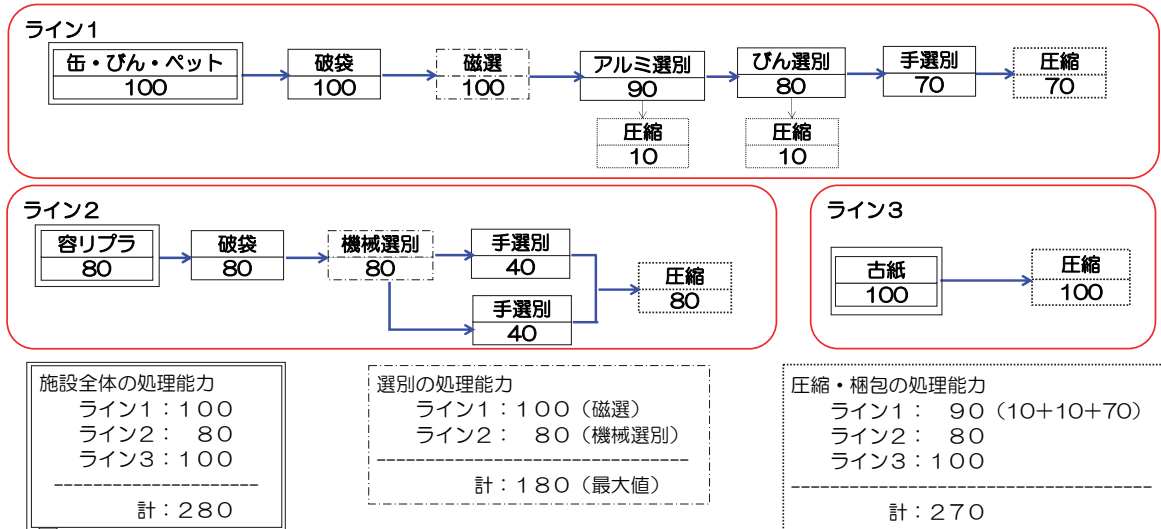 ライン1
缶・びん・ペット
100
破袋
100
磁選
100
アルミ選別
90
びん選別
80
手選別
70
圧縮
70
圧縮
10
圧縮
10
ライン2
容リプラ
80
破袋
80
機械選別
80
手選別
40
手選別
40
圧縮
80
ライン3
古紙
100
圧縮
100
施設全体の処理能力
ライン1:100
ライン2: 80
ライン3:100
計:280
選別の処理能力
ライン1:100(磁選)
ライン2: 80(機械選別)
計:180(最大値)
圧縮・梱包の処理能力
ライン1: 90(10+10+70)
ライン2: 80
ライン3:100
計:270